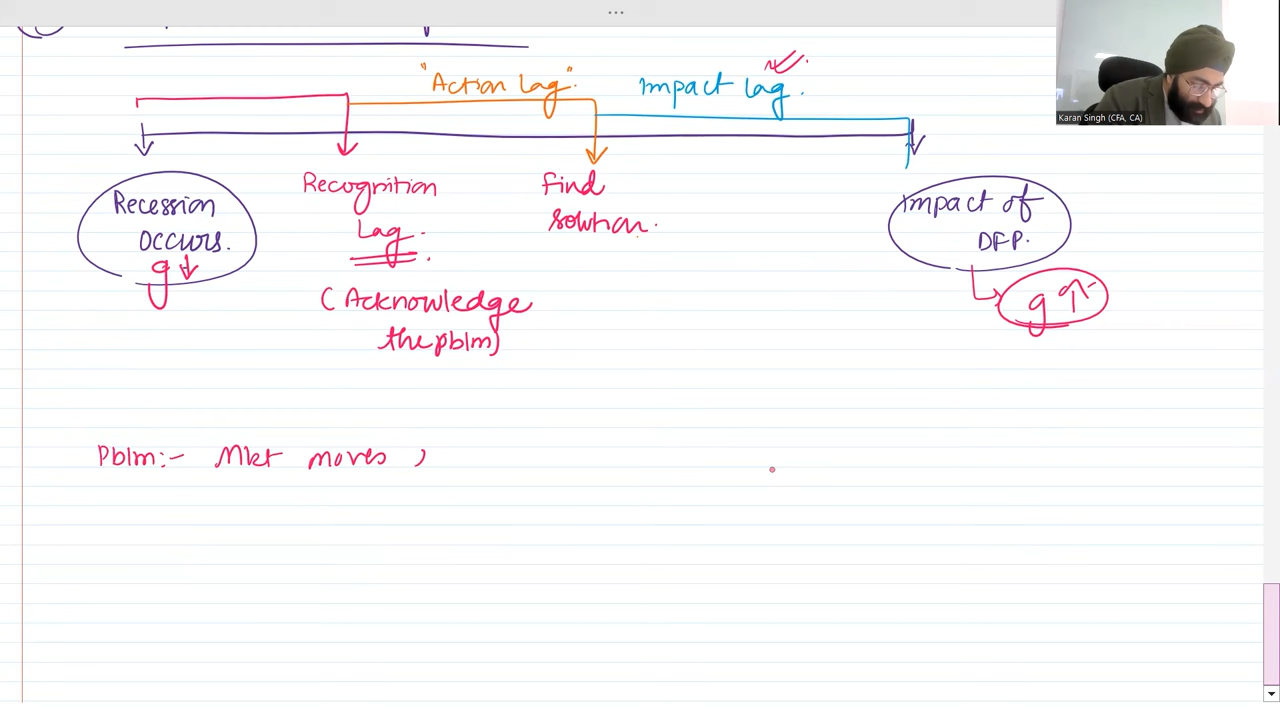 "Action Lag"
Impact Lag.
Karan Singh (CFA, CA)
Recession
occurs.
g↓
Recognition
Lag.
(Acknowledge
the pblm)
find
solution.
Impact of
DFP.
g ↑
Pblm:- Mkt moves